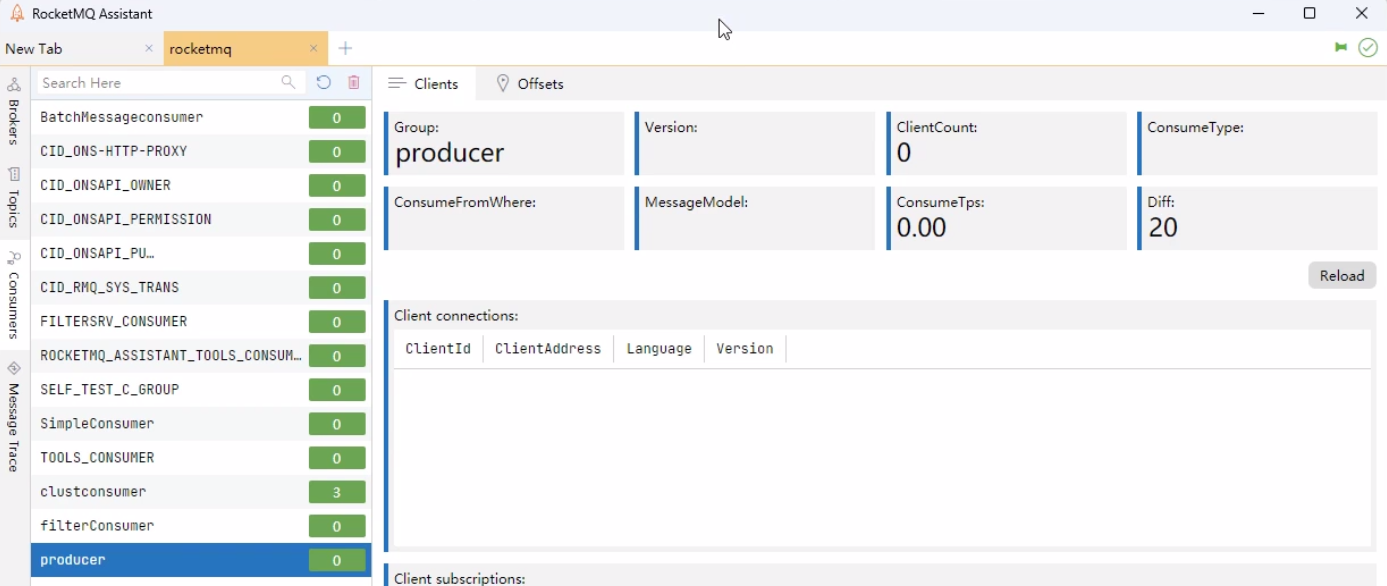 RocketMQ Assistant
New Tab
rocketmq
Search Here
Brokers
Topics
Consumers
Message Trace
BatchMessageconsumer 0
CID_ONS-HTTP-PROXY 0
CID_ONSAPI_OWNER 0
CID_ONSAPI_PERMISSION 0
CID_ONSAPI_PU… 0
CID_RMQ_SYS_TRANS 0
FILTERSRV_CONSUMER 0
ROCKETMQ_ASSISTANT_TOOLS_CONSUM… 0
SELF_TEST_C_GROUP 0
SimpleConsumer 0
TOOLS_CONSUMER 0
clustconsumer 3
filterConsumer 0
producer 0
Clients Offsets
Group: Version: ClientCount: ConsumeType:
producer 0
ConsumeFromWhere: MessageModel: ConsumeTps: Diff:
0.00 20
Reload
Client connections:
ClientId ClientAddress Language Version
Client subscriptions: